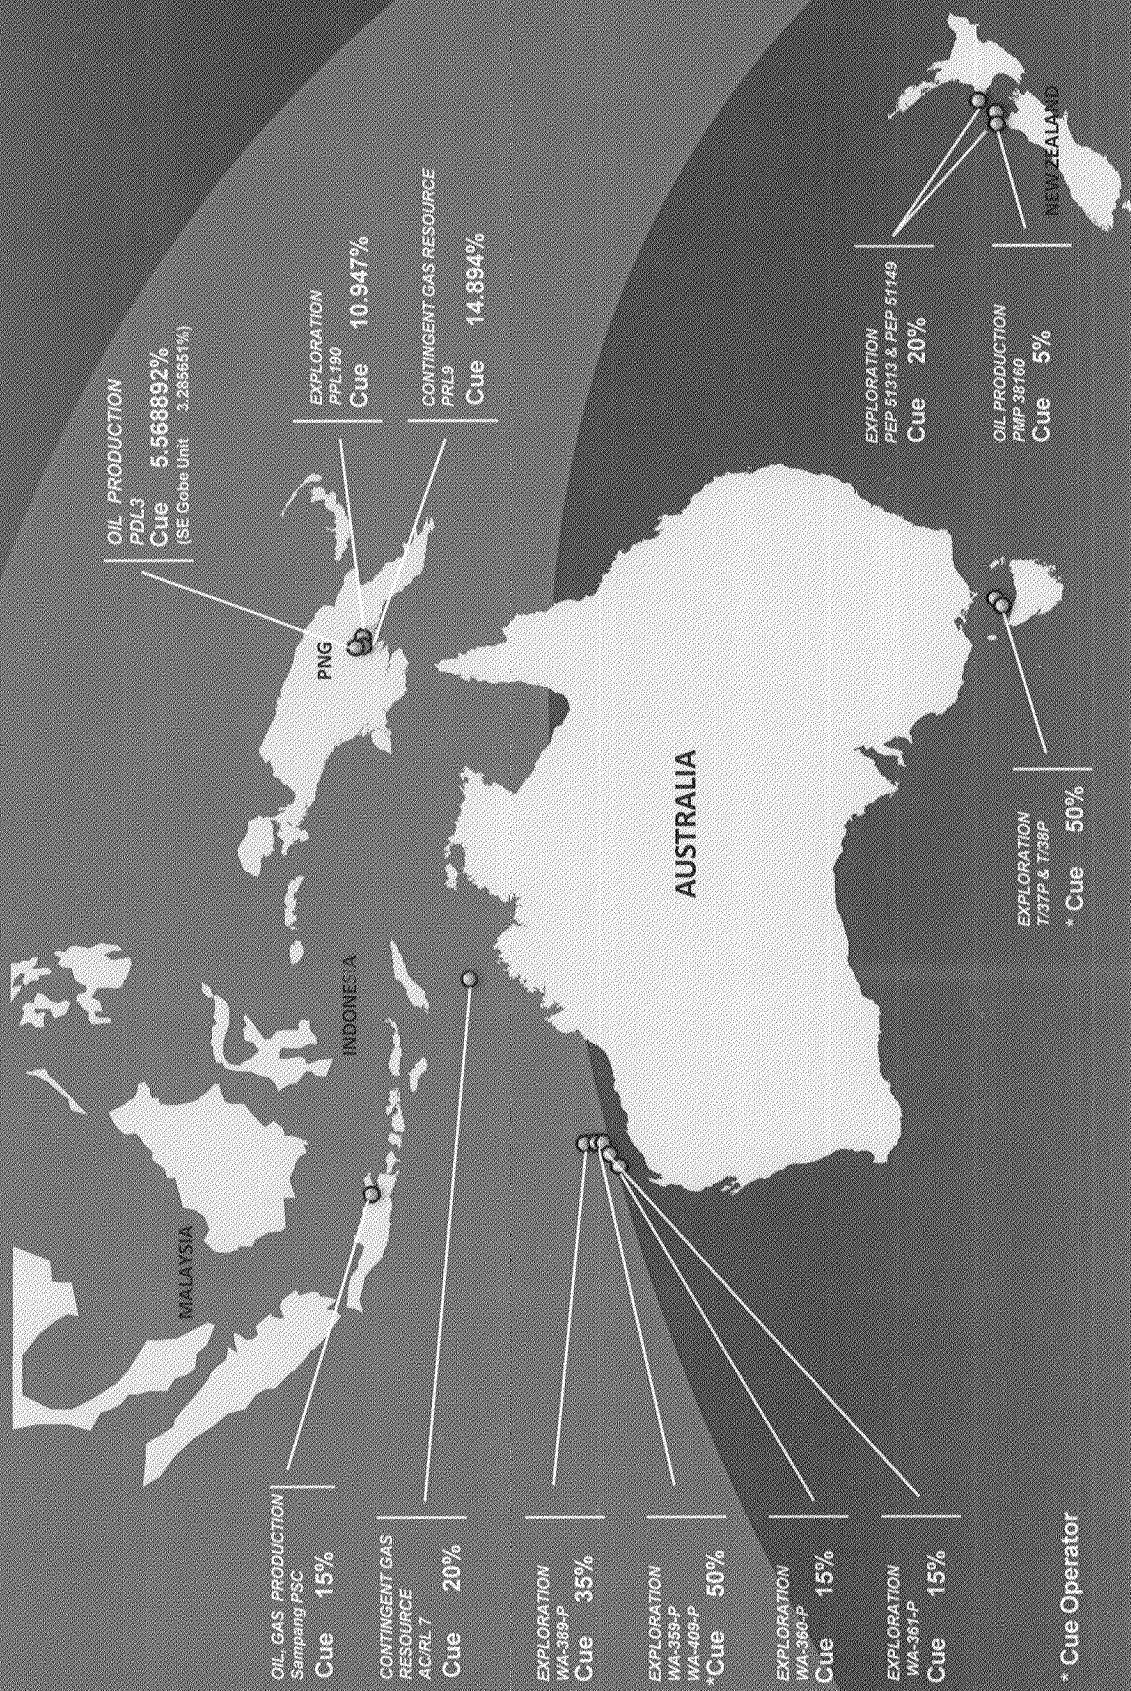 OIL PRODUCTION
PDL3
Cue 5.568892%
(SE Gobe Unit 3.285651%)
EXPLORATION
PPL190
Cue 10.947%
CONTINGENT GAS RESOURCE
PRL9
Cue 14.894%
EXPLORATION
PEP 51313 & PEP 51149
Cue 20%
OIL PRODUCTION
PMP 38160
Cue 5%
NEW ZEALAND
PNG
AUSTRALIA
INDONESIA
MALAYSIA
EXPLORATION
T/37P & T/38P
* Cue 50%
OIL, GAS PRODUCTION
Sampang PSC
Cue 15%
CONTINGENT GAS
RESOURCE
AC/RL 7
Cue 20%
EXPLORATION
WA-389-P
Cue 35%
EXPLORATION
WA-359-P
WA-409-P
*Cue 50%
EXPLORATION
WA-360-P
Cue 15%
EXPLORATION
WA-361-P
Cue 15%
* Cue Operator